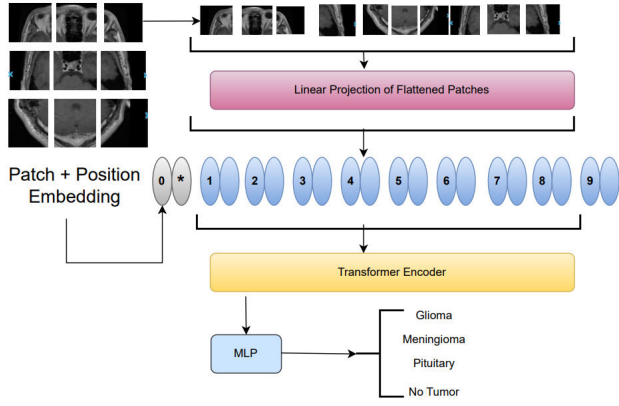 Linear Projection of Flattened Patches
Patch + Position
Embedding
0 * 1 2 3 4 5 6 7 8 9
Transformer Encoder
MLP
Glioma
Meningioma
Pituitary
No Tumor